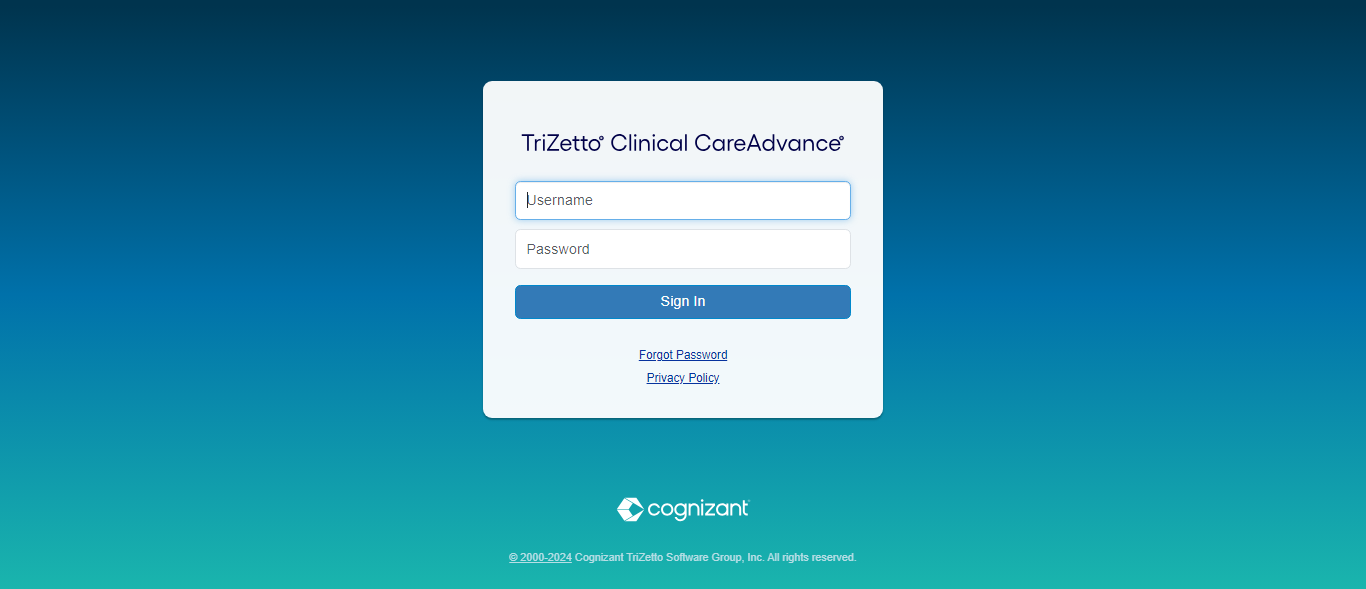 TriZetto® Clinical CareAdvance®
Username
Password
Sign In
Forgot Password
Privacy Policy
cognizant
© 2000-2024 Cognizant TriZetto Software Group, Inc. All rights reserved.